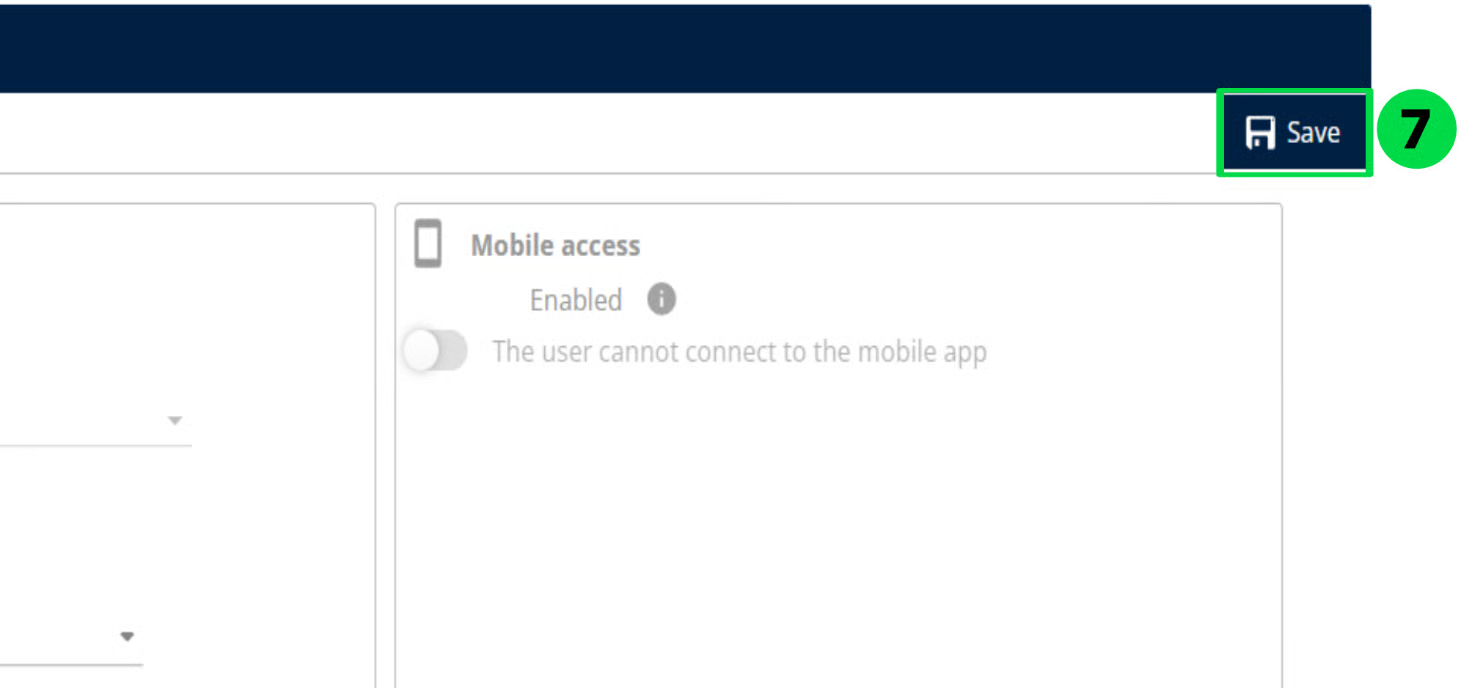 Save
7
Mobile access
Enabled
The user cannot connect to the mobile app